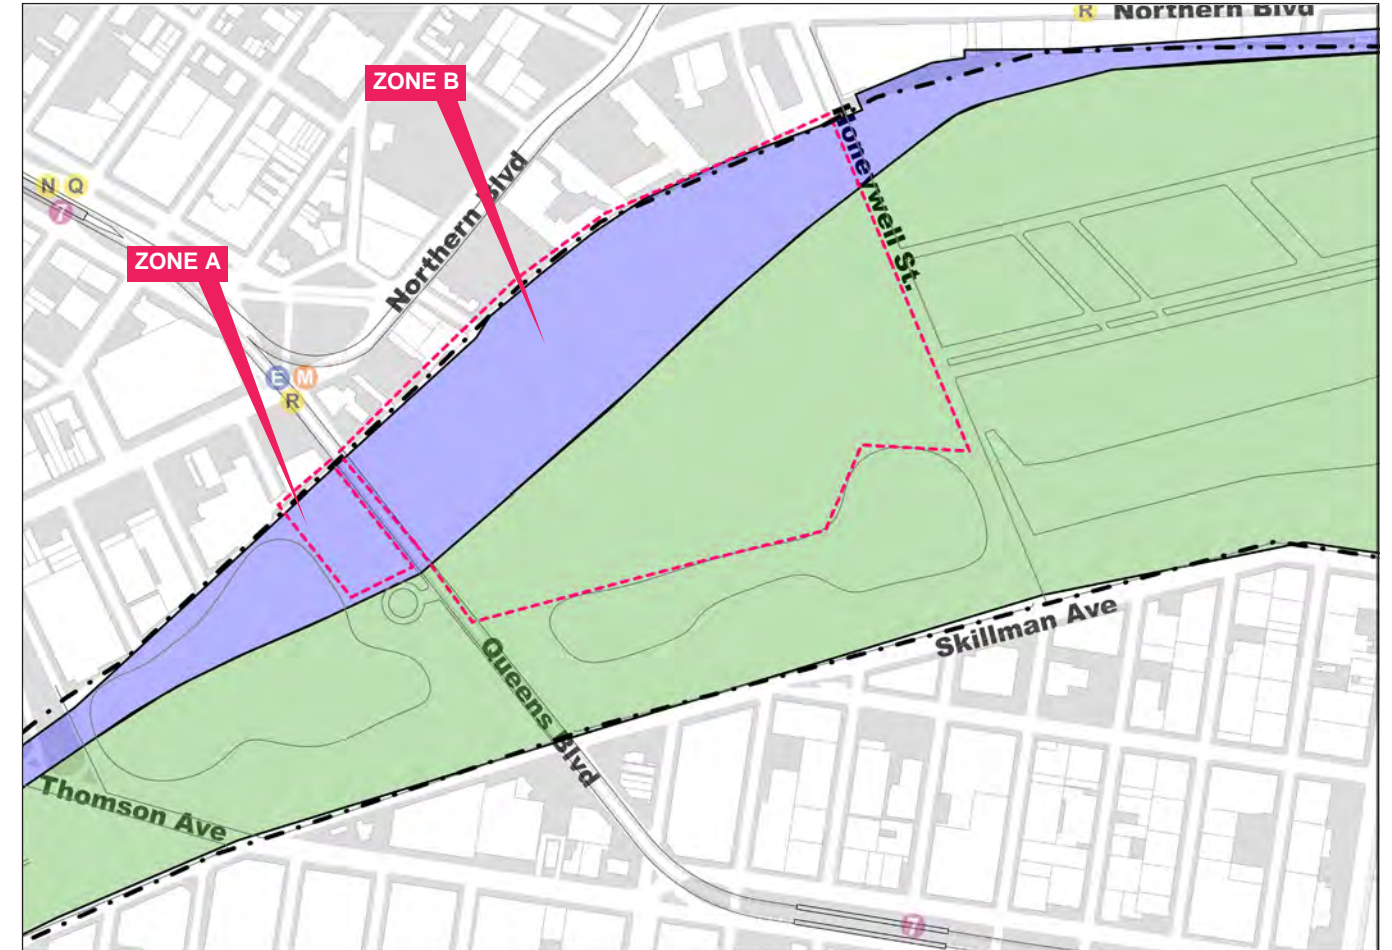 R Northern Blvd
ZONE B
Honeywell St.
Northern Blvd
N Q
7
ZONE A
E M
R
Skillman Ave
Queens Blvd
Thomson Ave
7